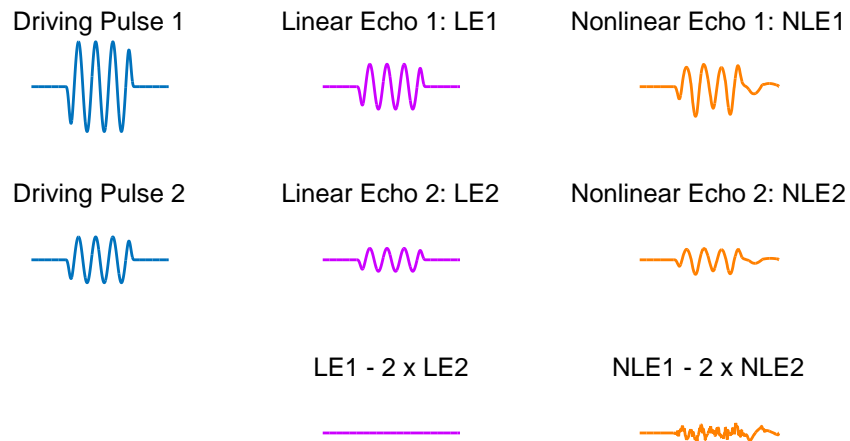 Driving Pulse 1
Linear Echo 1: LE1
Nonlinear Echo 1: NLE1
Driving Pulse 2
Linear Echo 2: LE2
Nonlinear Echo 2: NLE2
LE1 - 2 x LE2
NLE1 - 2 x NLE2